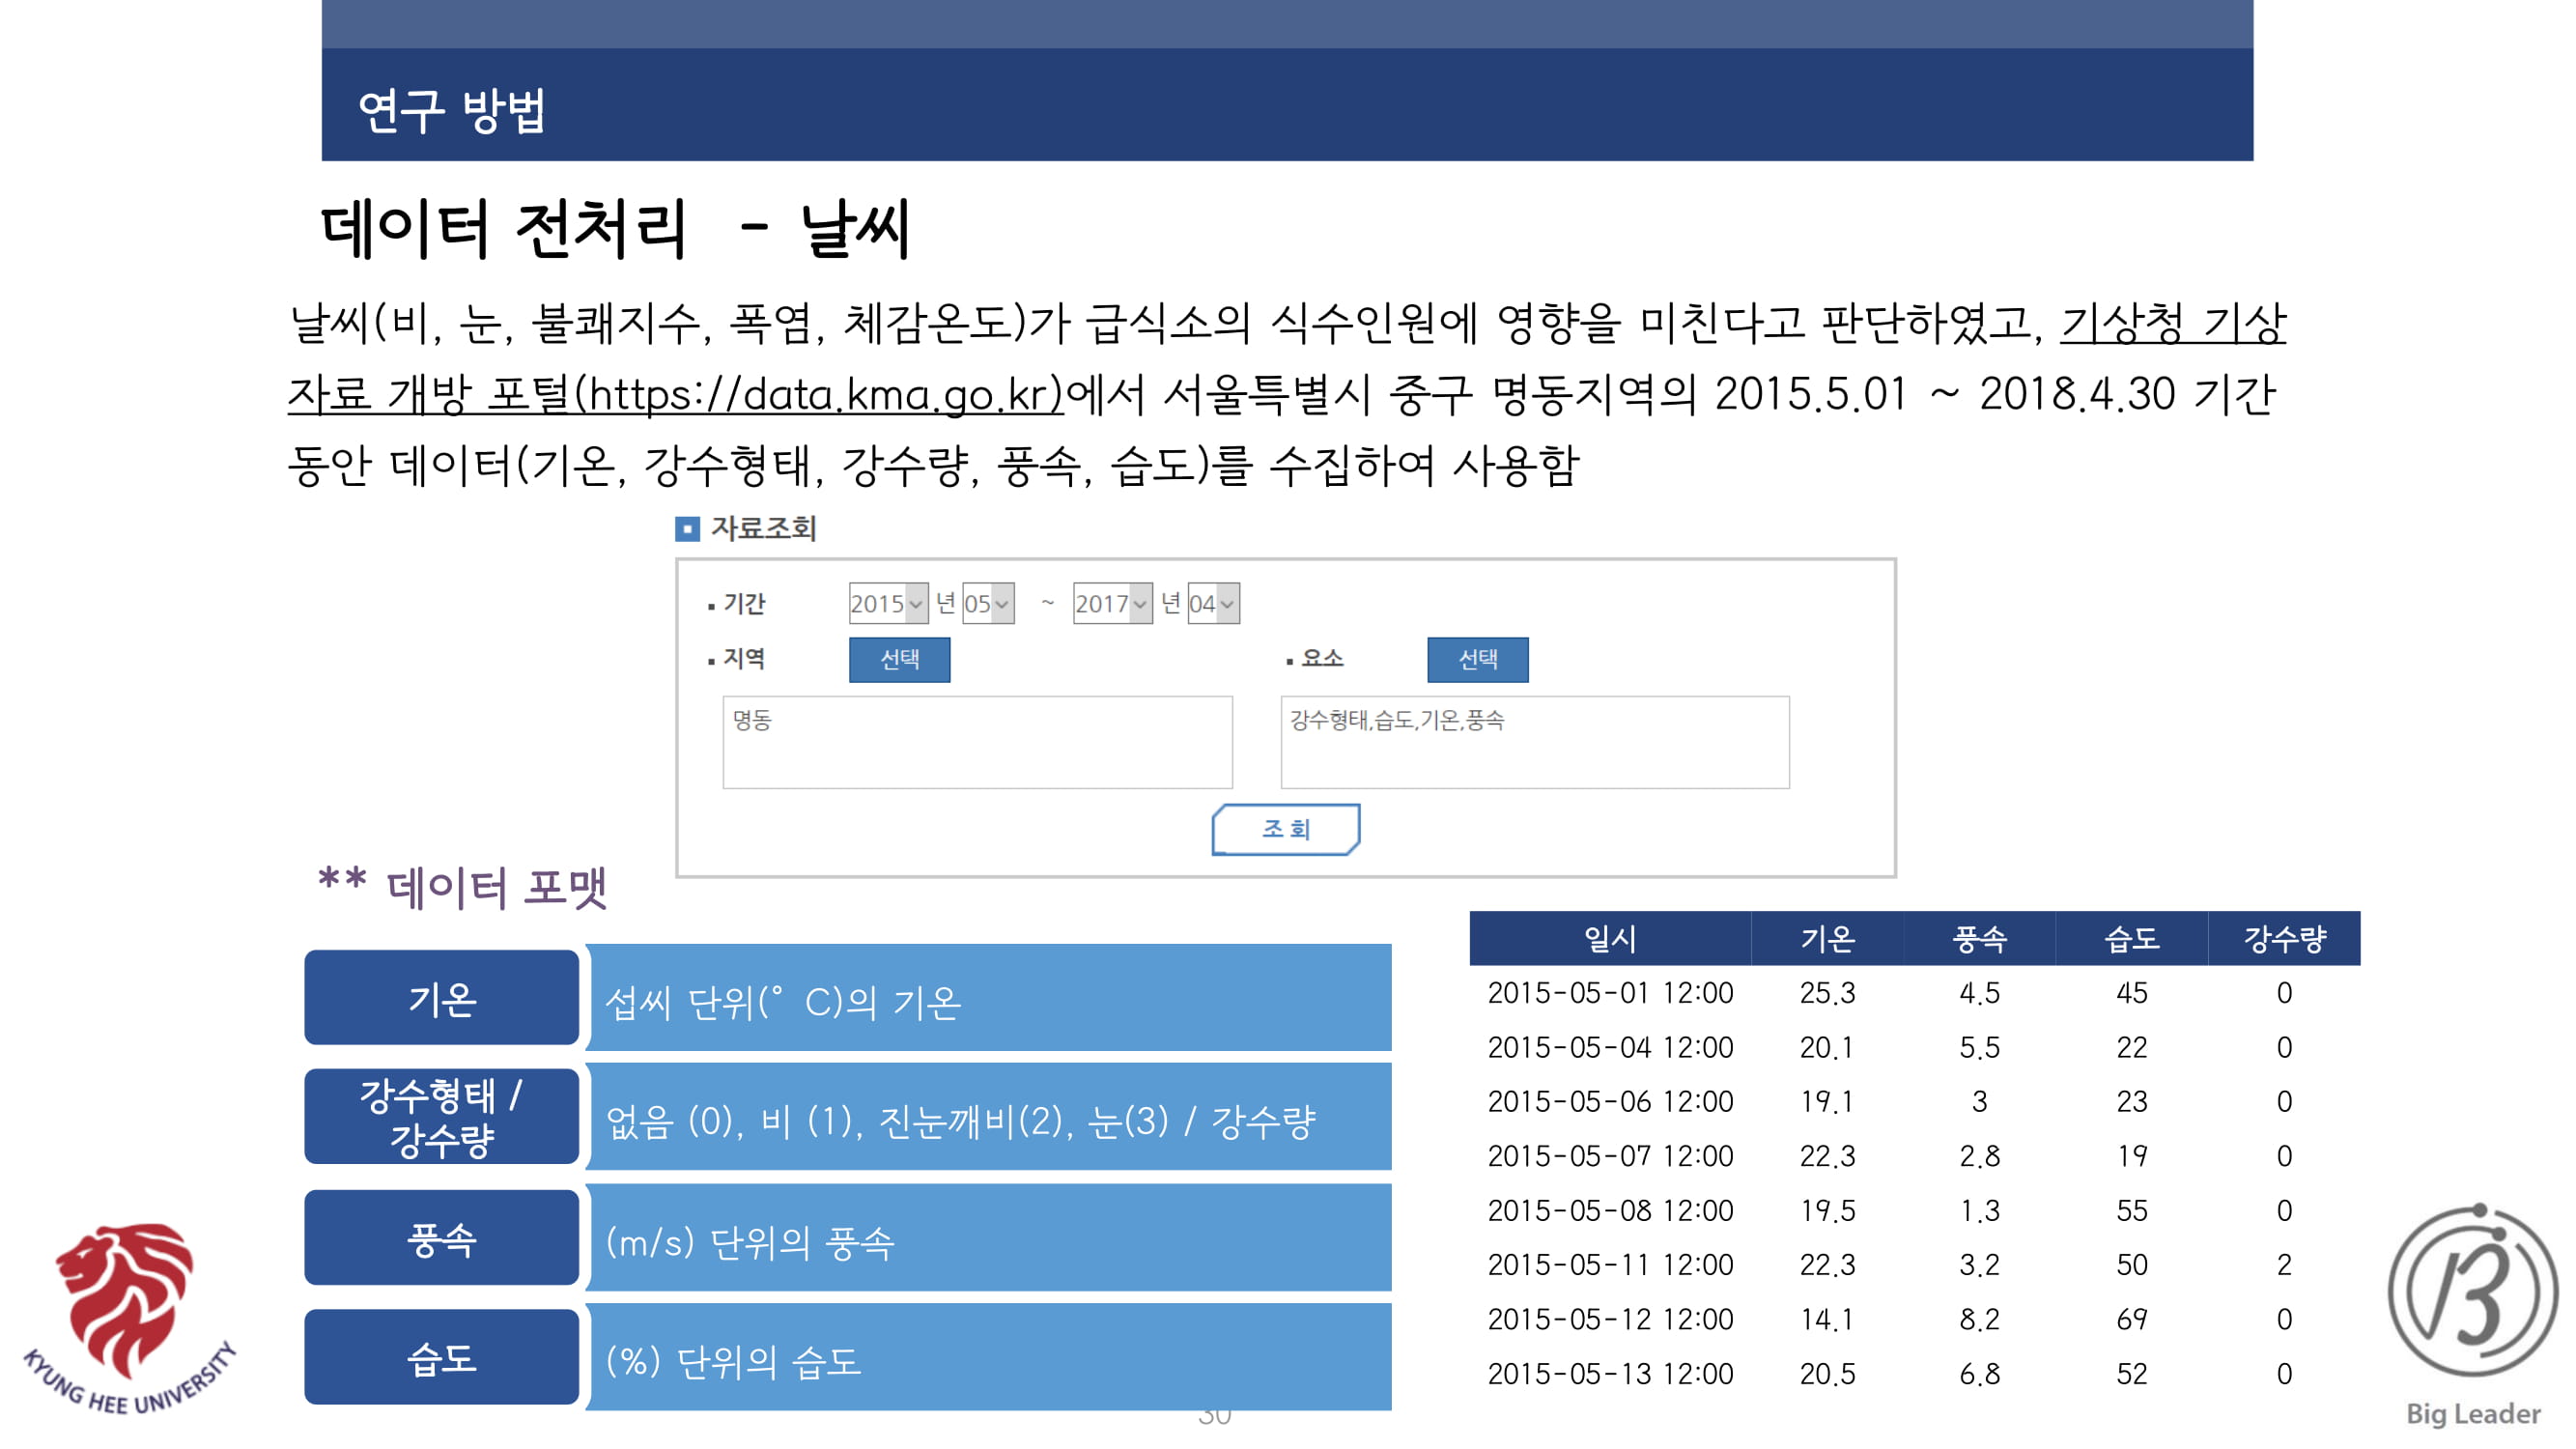 연구 방법
데이터 전처리 - 날씨
날씨(비, 눈, 불쾌지수, 폭염, 체감온도)가 급식소의 식수인원에 영향을 미친다고 판단하였고, 기상청 기상
자료 개방 포털(https://data.kma.go.kr)에서 서울특별시 중구 명동지역의 2015.5.01 ~ 2018.4.30 기간
동안 데이터(기온, 강수형태, 강수량, 풍속, 습도)를 수집하여 사용함
자료조회
기간 2015 년 05 ~ 2017 년 04
지역 선택 요소 선택
명동 강수형태,습도,기온,풍속
조 회
** 데이터 포맷
기온 섭씨 단위(° C)의 기온
강수형태 /
강수량
없음 (0), 비 (1), 진눈깨비(2), 눈(3) / 강수량
풍속 (m/s) 단위의 풍속
습도 (%) 단위의 습도
일시 기온 풍속 습도 강수량
2015-05-01 12:00 25.3 4.5 45 0
2015-05-04 12:00 20.1 5.5 22 0
2015-05-06 12:00 19.1 3 23 0
2015-05-07 12:00 22.3 2.8 19 0
2015-05-08 12:00 19.5 1.3 55 0
2015-05-11 12:00 22.3 3.2 50 2
2015-05-12 12:00 14.1 8.2 69 0
2015-05-13 12:00 20.5 6.8 52 0
KYUNG HEE UNIVERSITY
30
Big Leader